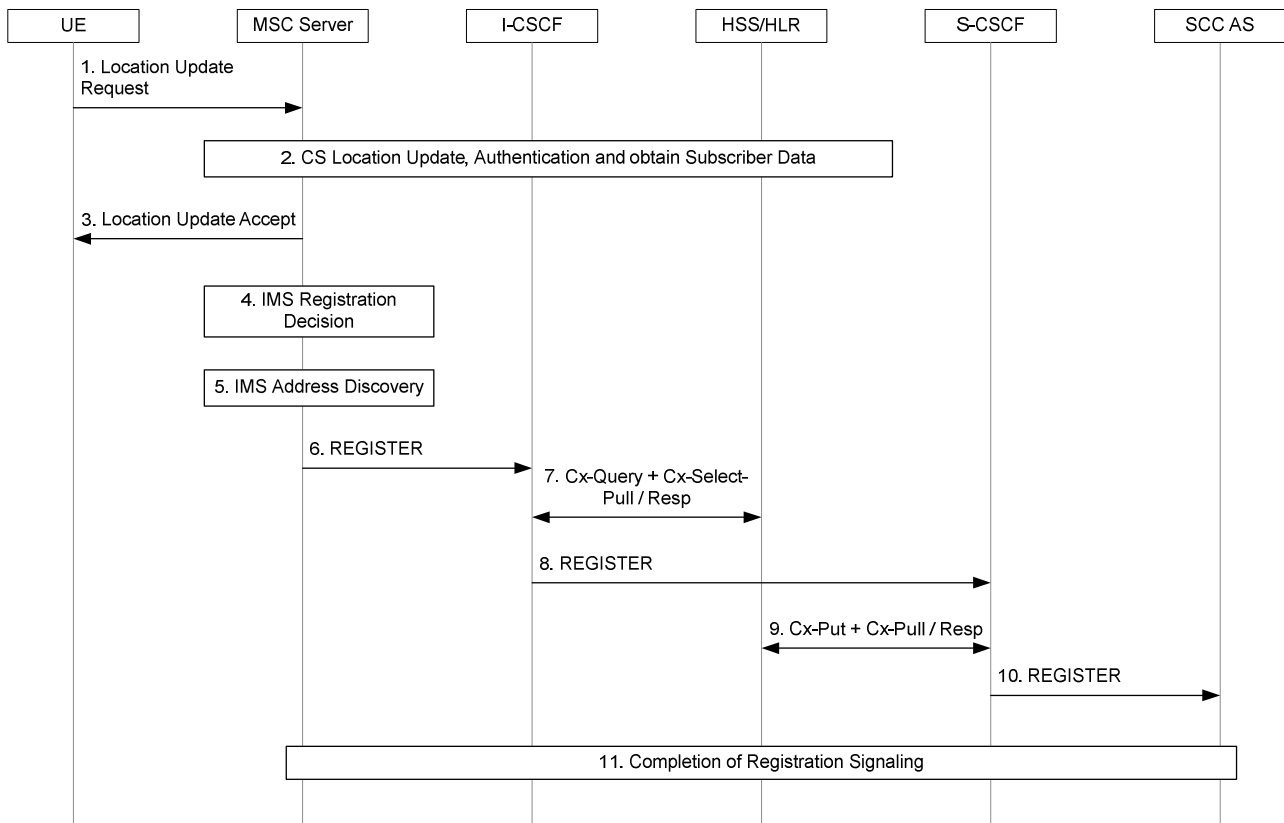 UE
MSC Server
I-CSCF
HSS/HLR
S-CSCF
SCC AS
1. Location Update
Request
2. CS Location Update, Authentication and obtain Subscriber Data
3. Location Update Accept
4. IMS Registration
Decision
5. IMS Address Discovery
6. REGISTER
7. Cx-Query + Cx-Select-
Pull / Resp
8. REGISTER
9. Cx-Put + Cx-Pull / Resp
10. REGISTER
11. Completion of Registration Signaling